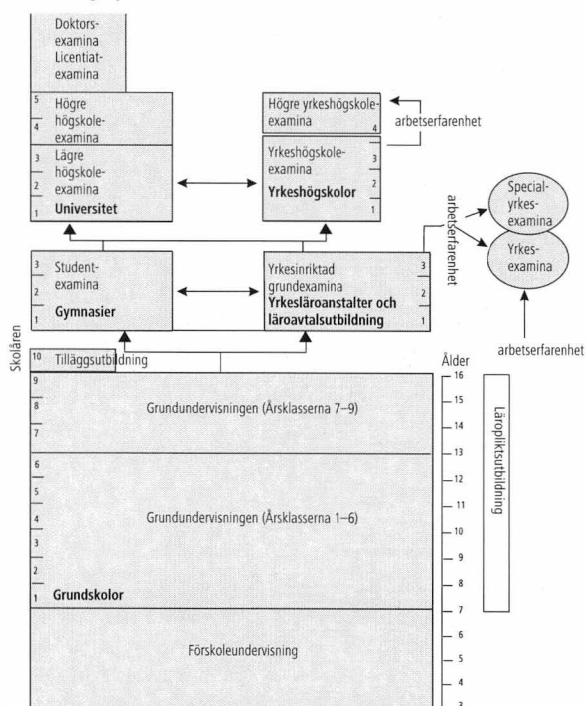 Doktors-
examina
Licentiat-
examina
5 Högre
högskole-
4 examina
3 Lägre
högskole-
2 examina
1 Universitet
Högre yrkeshögskole-
examina 4
arbetserfarenhet
Yrkeshögskole-
examina 3
Yrkeshögskolor 2
1
Special-
yrkes-
examina
Yrkes-
examina
arbetserfarenhet
arbetserfarenhet
3 Student-
2 examina
1 Gymnasier
Yrkesinriktad 3
grundexamina
Yrkesläroanstalter och 2
läroavtalsutbildning 1
Skolåren
10 Tilläggsutbildning
9
8
7
Grundundervisningen (Årsklasserna 7–9)
6
5
4
3
2
1
Grundundervisningen (Årsklasserna 1–6)
Grundskolor
Förskoleundervisning
Ålder
16
15
14
13
12
11
10
9
8
7
6
5
4
3
Läropliktsutbildning